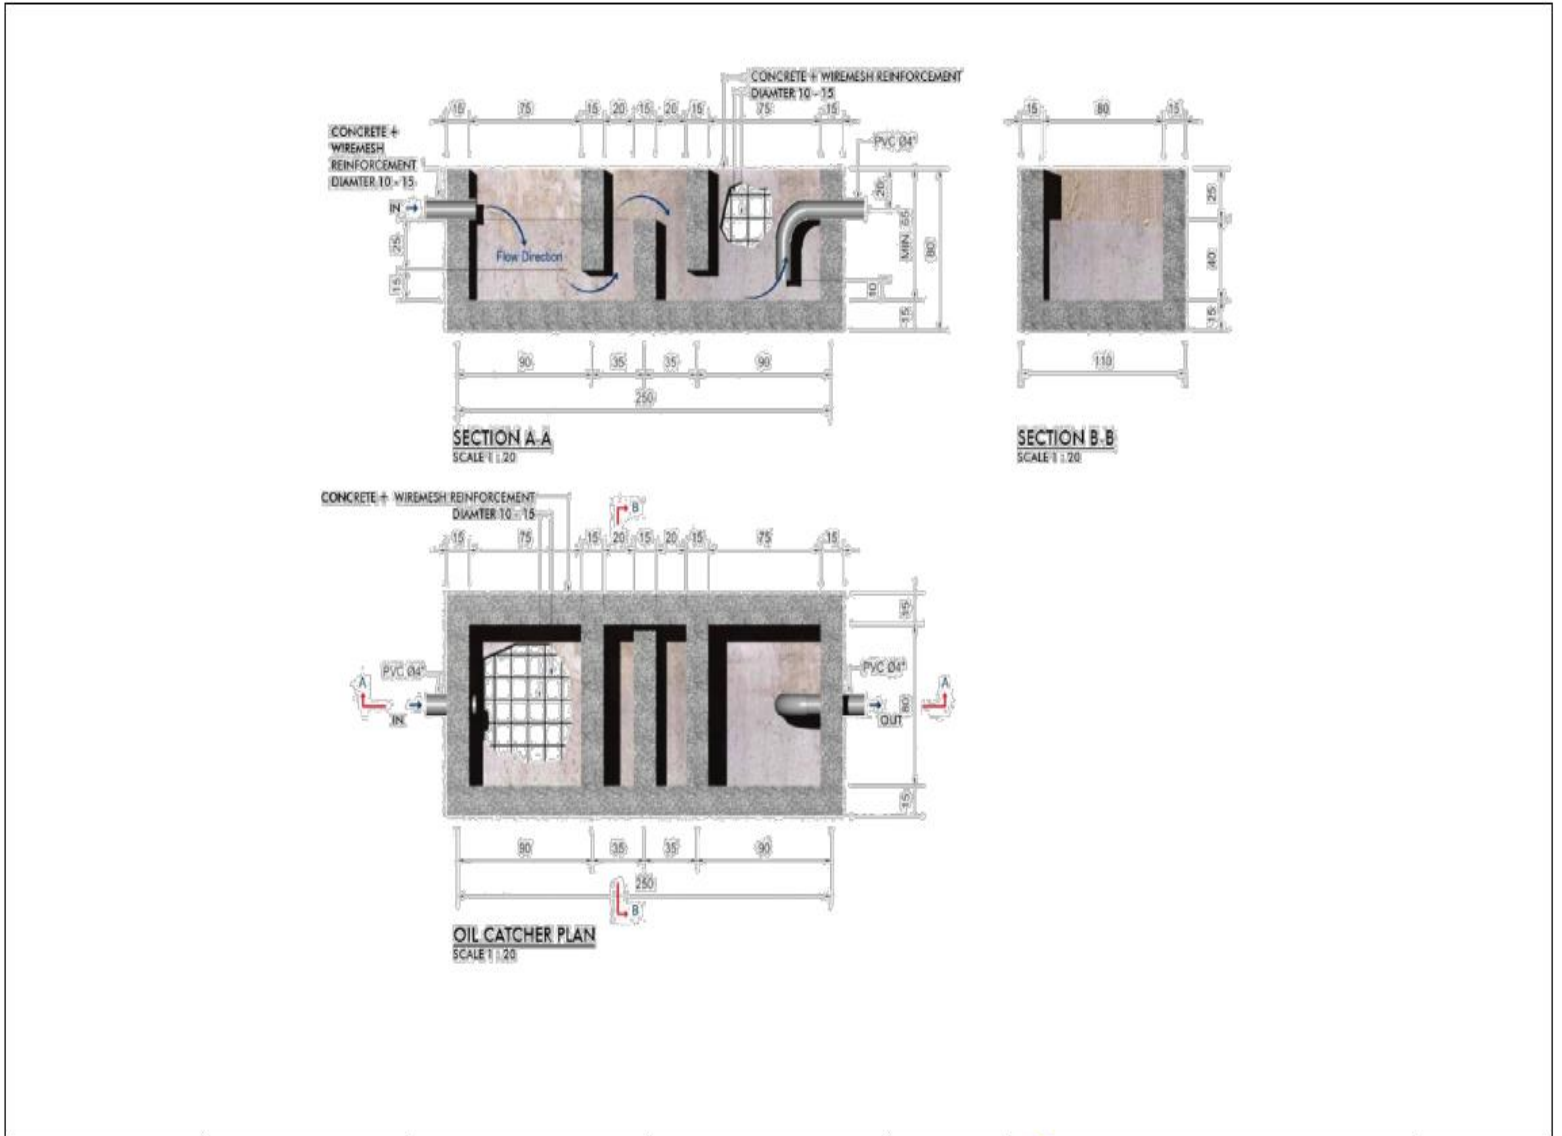 CONCRETE + WIREMESH REINFORCEMENT
DIAMTER 10 - 15
15 75 15 20 15 20 15 75 15
15 80 15
CONCRETE +
WIREMESH
REINFORCEMENT
DIAMTER 10 - 15
PVC Ø4"
IN
Flow Direction
25
15
20
MIN 65
80
10
15
25
40
15
90 35 35 90
250
110
SECTION A-A
SCALE 1 : 20
SECTION B-B
SCALE 1 : 20
CONCRETE + WIREMESH REINFORCEMENT
DIAMTER 10 - 15
B
15 75 15 20 15 20 15 75 15
PVC Ø4"
A
IN
PVC Ø4"
OUT
A
15
80
15
90 35 35 90
250
B
OIL CATCHER PLAN
SCALE 1 : 20